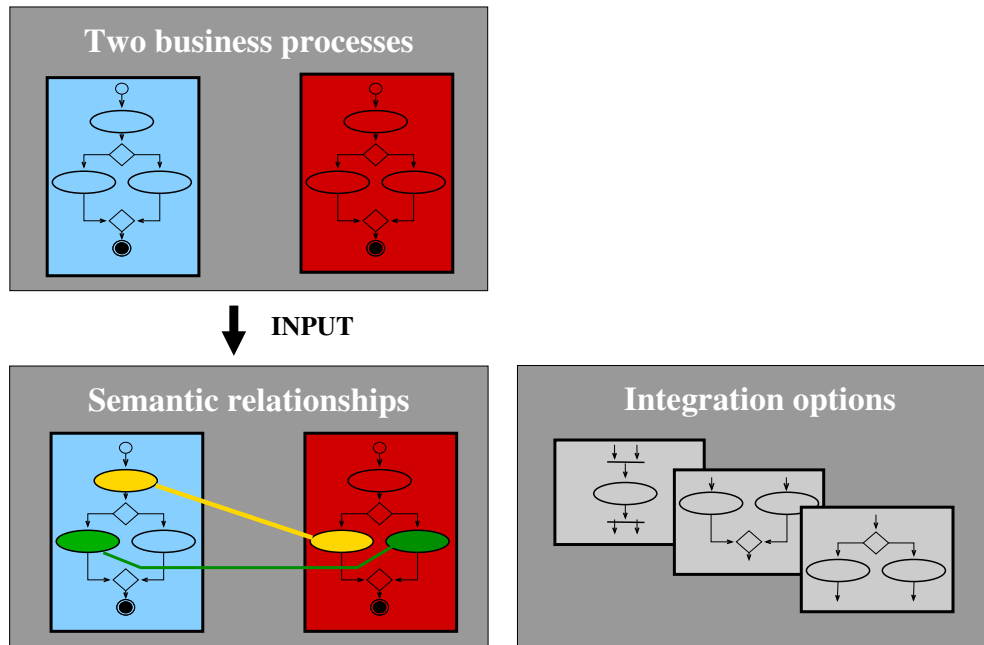 Two business processes
INPUT
Semantic relationships
Integration options